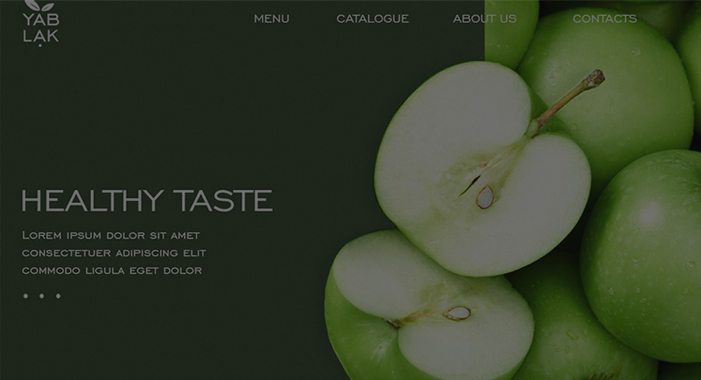 YAB
LAK
MENU CATALOGUE ABOUT US CONTACTS
HEALTHY TASTE
LOREM IPSUM DOLOR SIT AMET
CONSECTETUER ADIPISCING ELIT
COMMODO LIGULA EGET DOLOR